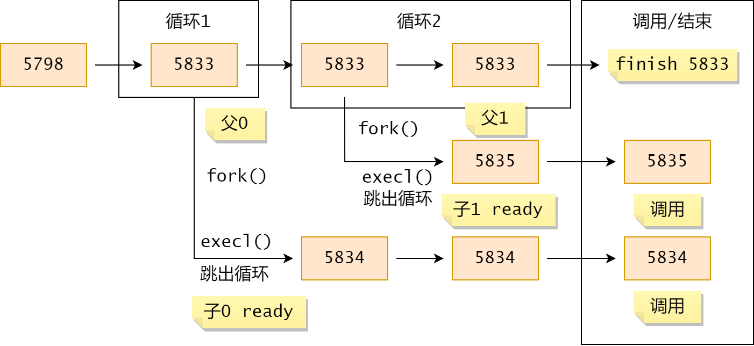 循环1
循环2
调用/结束
5798
5833
5833
5833
finish 5833
父0
fork()
父1
fork()
execl()
跳出循环
5835
5835
子1 ready
调用
execl()
跳出循环
5834
5834
5834
子0 ready
调用